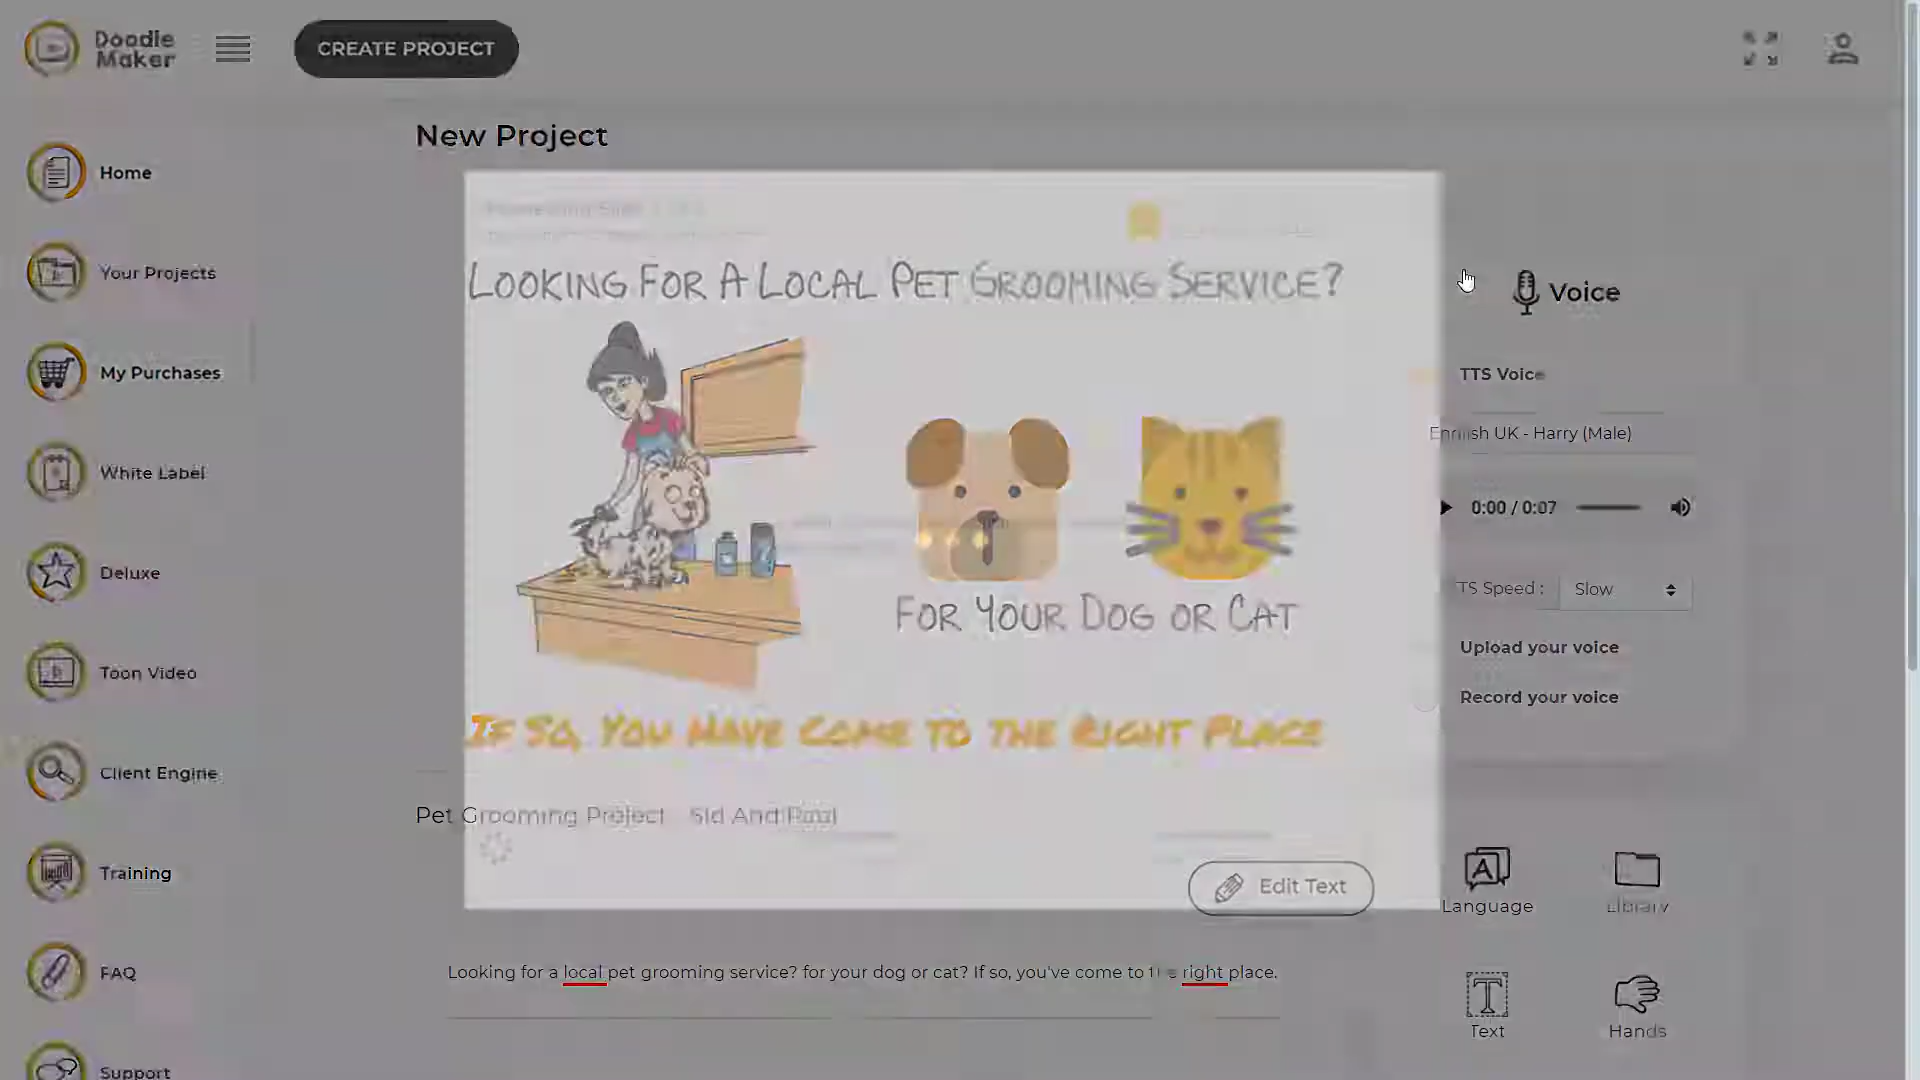 Doodle
Maker
CREATE PROJECT
New Project
Home
Your Projects
My Purchases
White Label
Deluxe
Toon Video
Client Engine
Training
FAQ
Support
LOOKING FOR A LOCAL PET GROOMING SERVICE?
FOR YOUR DOG OR CAT
IF SO, YOU HAVE COME TO THE RIGHT PLACE
Voice
TTS Voice
English UK - Harry (Male)
0:00 / 0:07
TS Speed :
Slow
Upload your voice
Record your voice
Pet Grooming Project - Sid And Paul
Edit Text
Looking for a local pet grooming service? for your dog or cat? If so, you've come to the right place.
Language
Library
Text
Hands